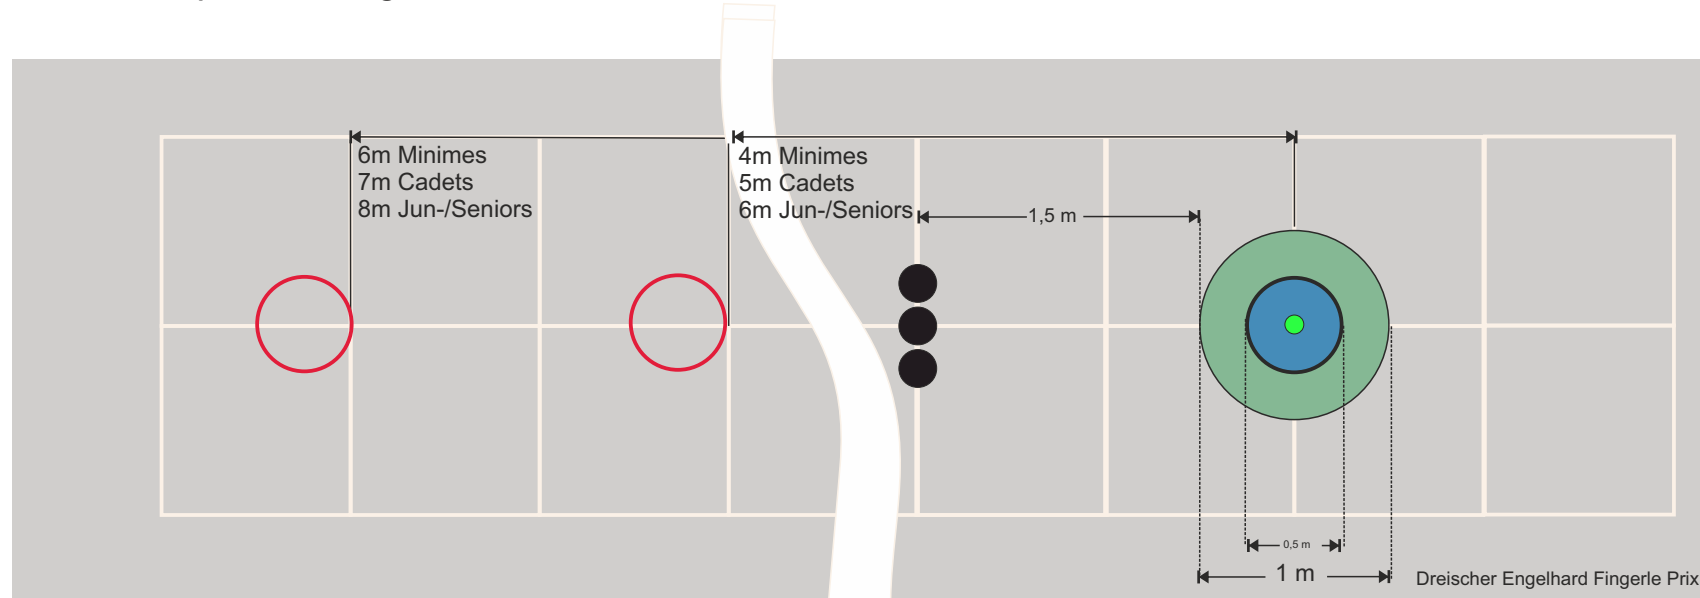 6m Minimes
7m Cadets
8m Jun-/Seniors
4m Minimes
5m Cadets
6m Jun-/Seniors
1,5 m
0,5 m
1 m
Dreischer Engelhard Fingerle Prix